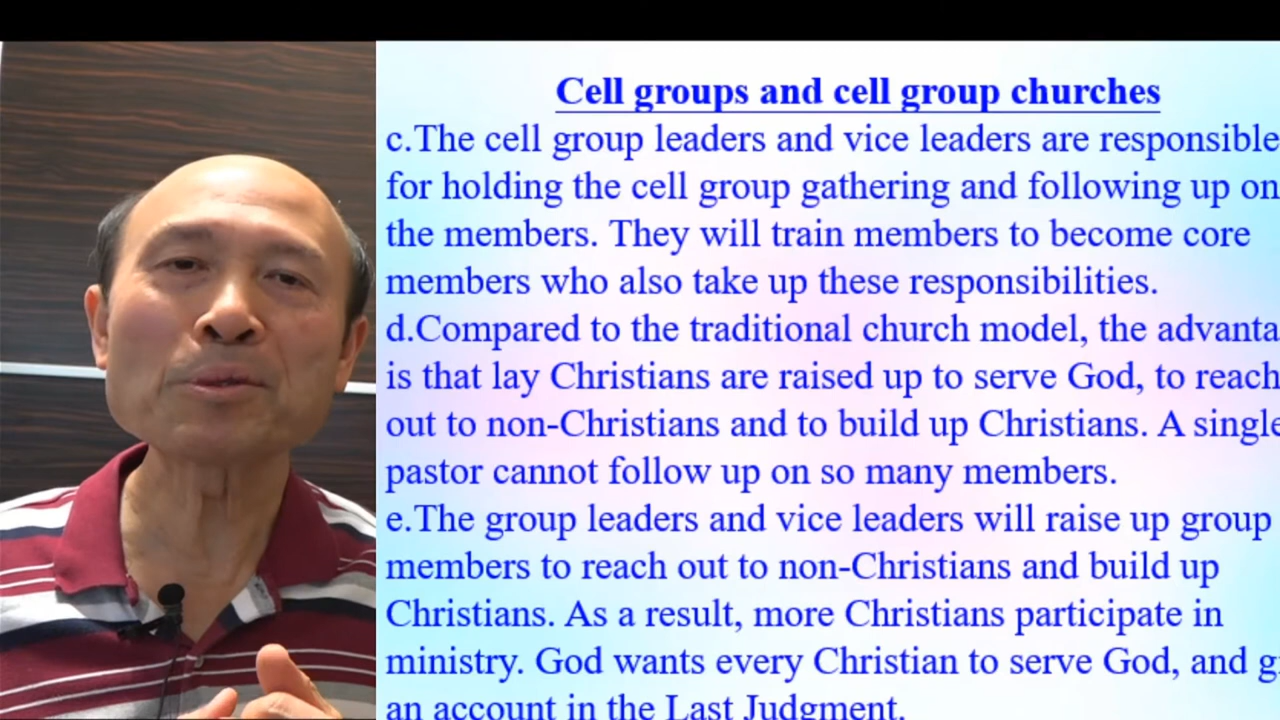 Cell groups and cell group churches
c.The cell group leaders and vice leaders are responsible
for holding the cell group gathering and following up on
the members. They will train members to become core
members who also take up these responsibilities.
d.Compared to the traditional church model, the advanta
is that lay Christians are raised up to serve God, to reach
out to non-Christians and to build up Christians. A single
pastor cannot follow up on so many members.
e.The group leaders and vice leaders will raise up group
members to reach out to non-Christians and build up
Christians. As a result, more Christians participate in
ministry. God wants every Christian to serve God, and
an account in the Last Judgment.